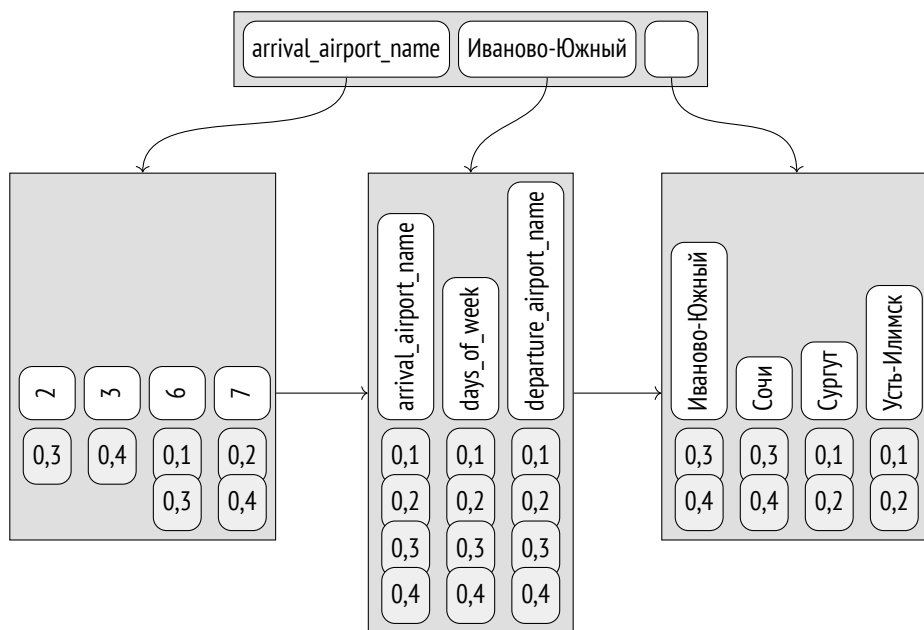 arrival_airport_name Иваново-Южный
2 3 6 7
0,3 0,4 0,1 0,2
0,3 0,4
arrival_airport_name days_of_week departure_airport_name
0,1 0,1 0,1
0,2 0,2 0,2
0,3 0,3 0,3
0,4 0,4 0,4
Иваново-Южный Сочи Сургут Усть-Илимск
0,3 0,3 0,1 0,1
0,4 0,4 0,2 0,2